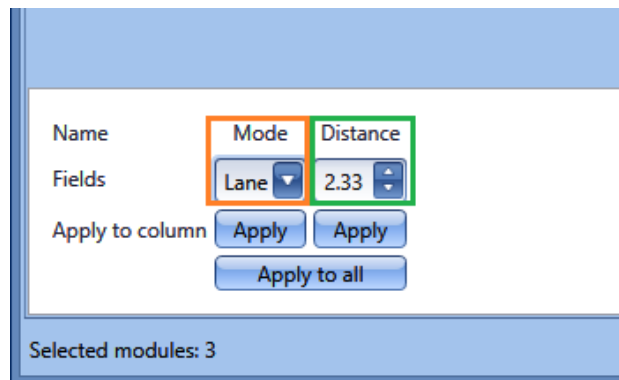 Name Mode Distance
Fields Lane 2.33
Apply to column Apply Apply
Apply to all
Selected modules: 3